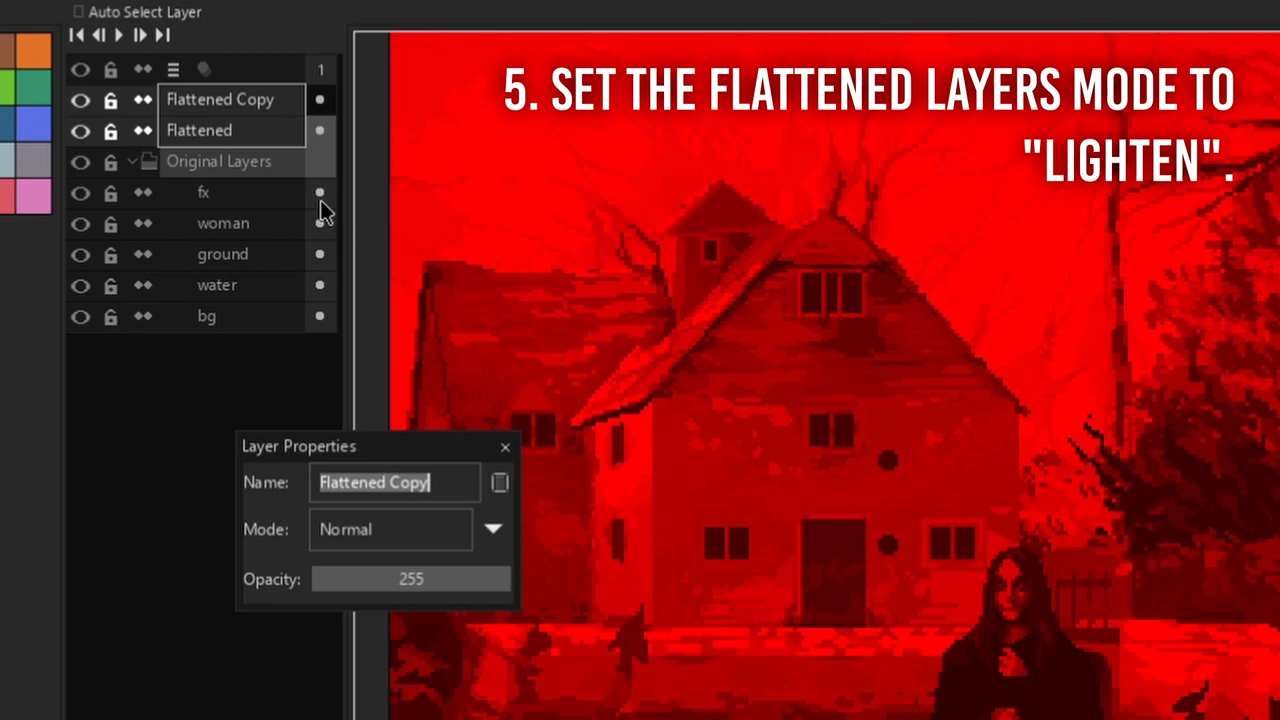 Auto Select Layer
1
5. SET THE FLATTENED LAYERS MODE TO
"LIGHTEN".
Flattened Copy
Flattened
Original Layers
fx
woman
ground
water
bg
Layer Properties
Name: Flattened Copy
Mode: Normal
Opacity: 255